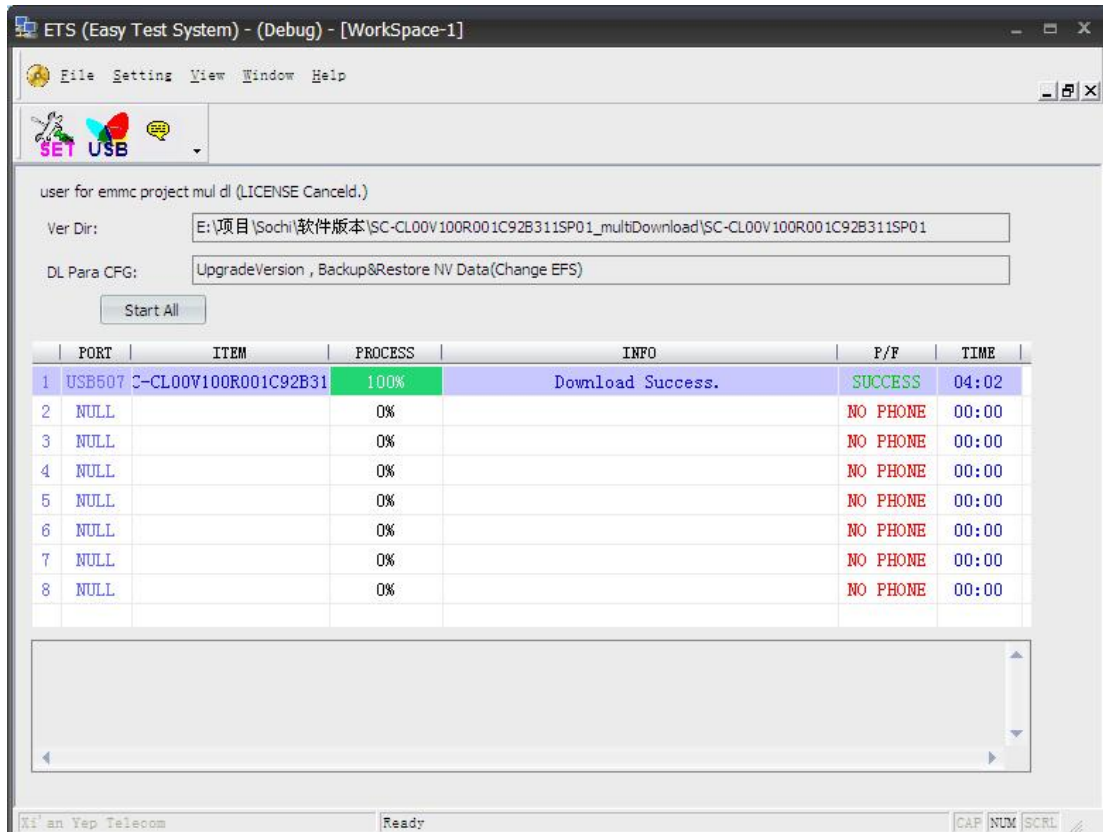 ETS (Easy Test System) - (Debug) - [WorkSpace-1]
File Setting View Window Help
SET USB
user for emmc project mul dl (LICENSE Canceld.)
Ver Dir: E:\项目\Sochi\软件版本\SC-CL00V100R001C92B311SP01_multiDownload\SC-CL00V100R001C92B311SP01
DL Para CFG: UpgradeVersion , Backup&Restore NV Data(Change EFS)
Start All
PORT ITEM PROCESS INFO P/F TIME
1 USB507 C-CL00V100R001C92B31 100% Download Success. SUCCESS 04:02
2 NULL 0% NO PHONE 00:00
3 NULL 0% NO PHONE 00:00
4 NULL 0% NO PHONE 00:00
5 NULL 0% NO PHONE 00:00
6 NULL 0% NO PHONE 00:00
7 NULL 0% NO PHONE 00:00
8 NULL 0% NO PHONE 00:00
Xi'an Yep Telecom Ready CAP NUM SCRL